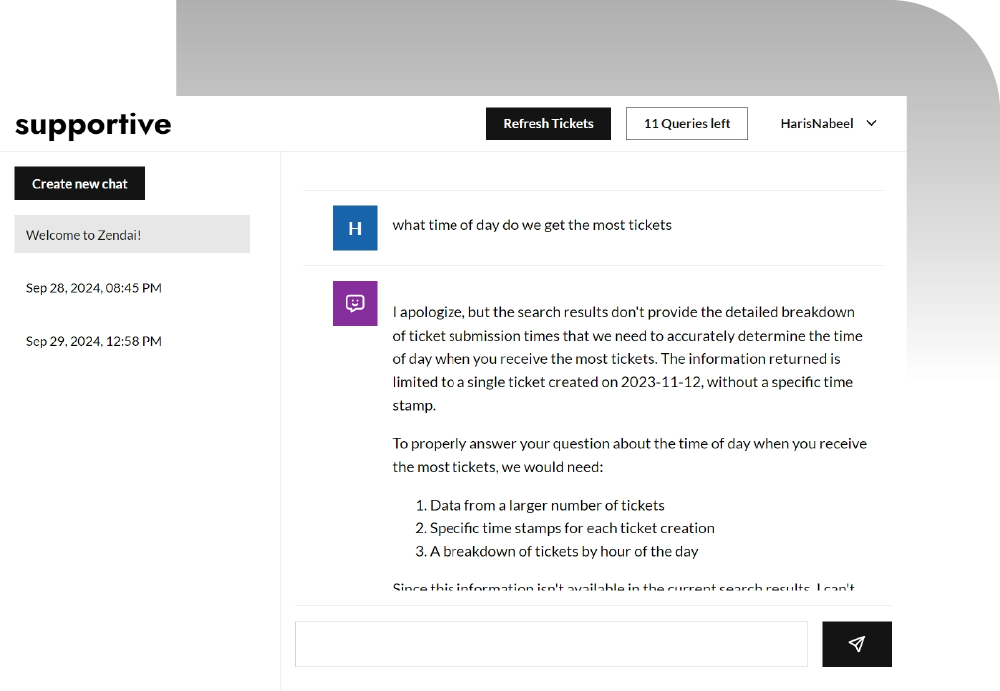 supportive
Refresh Tickets
11 Queries left
HarisNabeel
Create new chat
Welcome to Zendai!
Sep 28, 2024, 08:45 PM
Sep 29, 2024, 12:58 PM
H
what time of day do we get the most tickets
I apologize, but the search results don't provide the detailed breakdown
of ticket submission times that we need to accurately determine the time
of day when you receive the most tickets. The information returned is
limited to a single ticket created on 2023-11-12, without a specific time
stamp.
To properly answer your question about the time of day when you receive
the most tickets, we would need:
1. Data from a larger number of tickets
2. Specific time stamps for each ticket creation
3. A breakdown of tickets by hour of the day
Since this information isn't available in the current search results, I can't